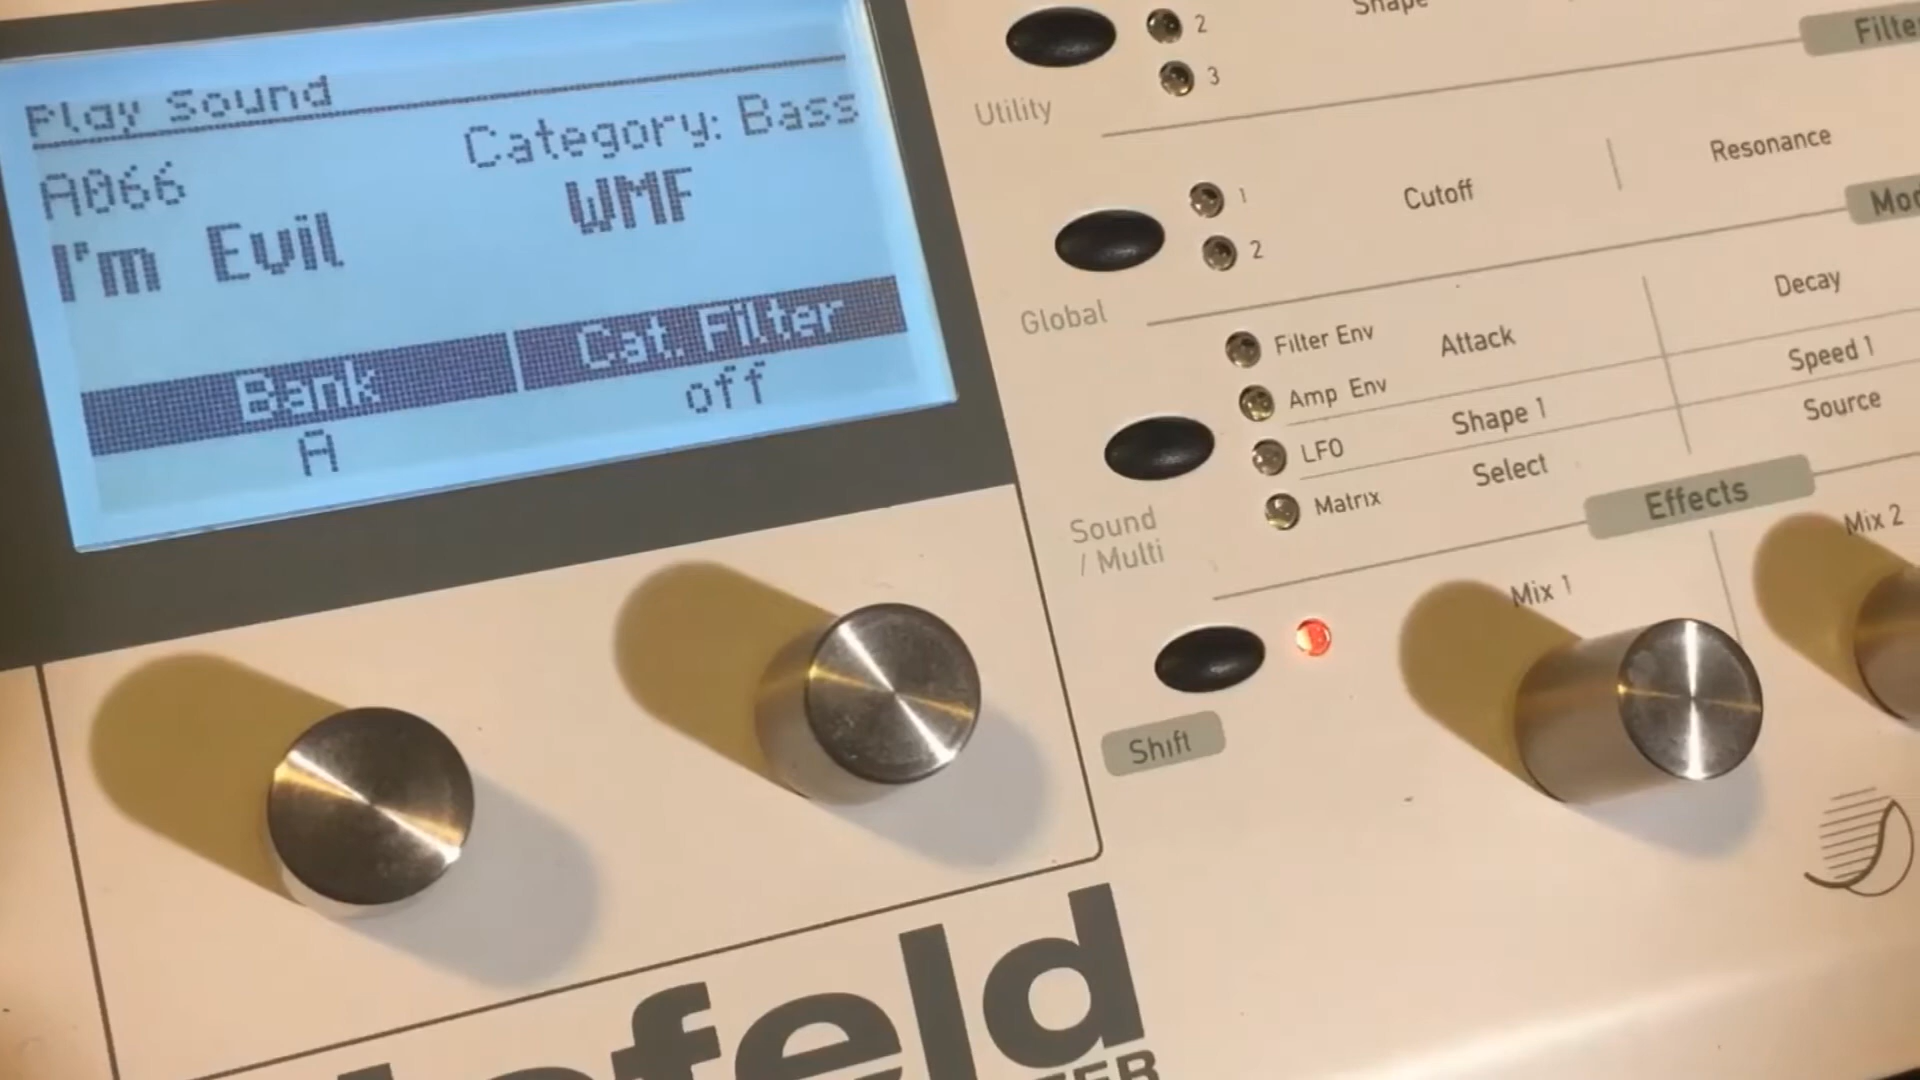 Play Sound
A066 Category: Bass
I'm Evil WMF
Bank Cat. Filter
A off
2 Shape
3
Utility
1 Cutoff Resonance
2
Global
Filter Env Attack Decay
Amp Env
LFO Shape 1 Speed 1
Matrix Select Source
Sound
/ Multi
Effects
Mix 1 Mix 2
Shift